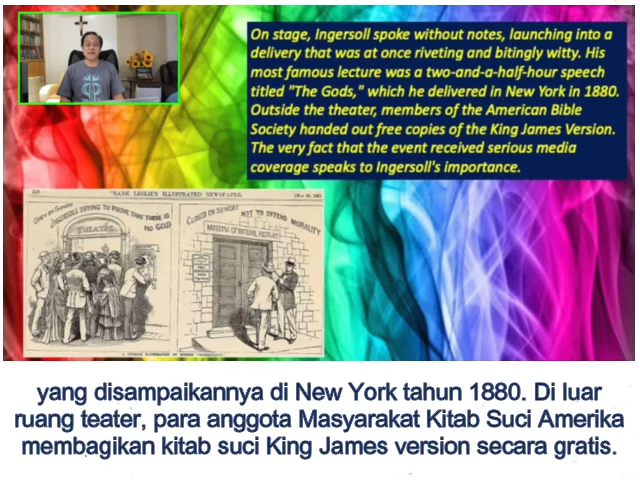 On stage, Ingersoll spoke without notes, launching into a
delivery that was at once riveting and bitingly witty. His
most famous lecture was a two-and-a-half-hour speech
titled "The Gods," which he delivered in New York in 1880.
Outside the theater, members of the American Bible
Society handed out free copies of the King James Version.
The very fact that the event received serious media
coverage speaks to Ingersoll's importance.
FRANK LESLIE'S ILLUSTRATED NEWSPAPER.
OPEN ON SUNDAY
INGERSOLL TRYING TO PROVE THAT THERE IS
NO GOD
THEATRE
CLOSED ON SUNDAY
NOT TO OFFEND MORALITY
MUSEUM OF NATURAL HISTORY
yang disampaikannya di New York tahun 1880. Di luar
ruang teater, para anggota Masyarakat Kitab Suci Amerika
membagikan kitab suci King James version secara gratis.